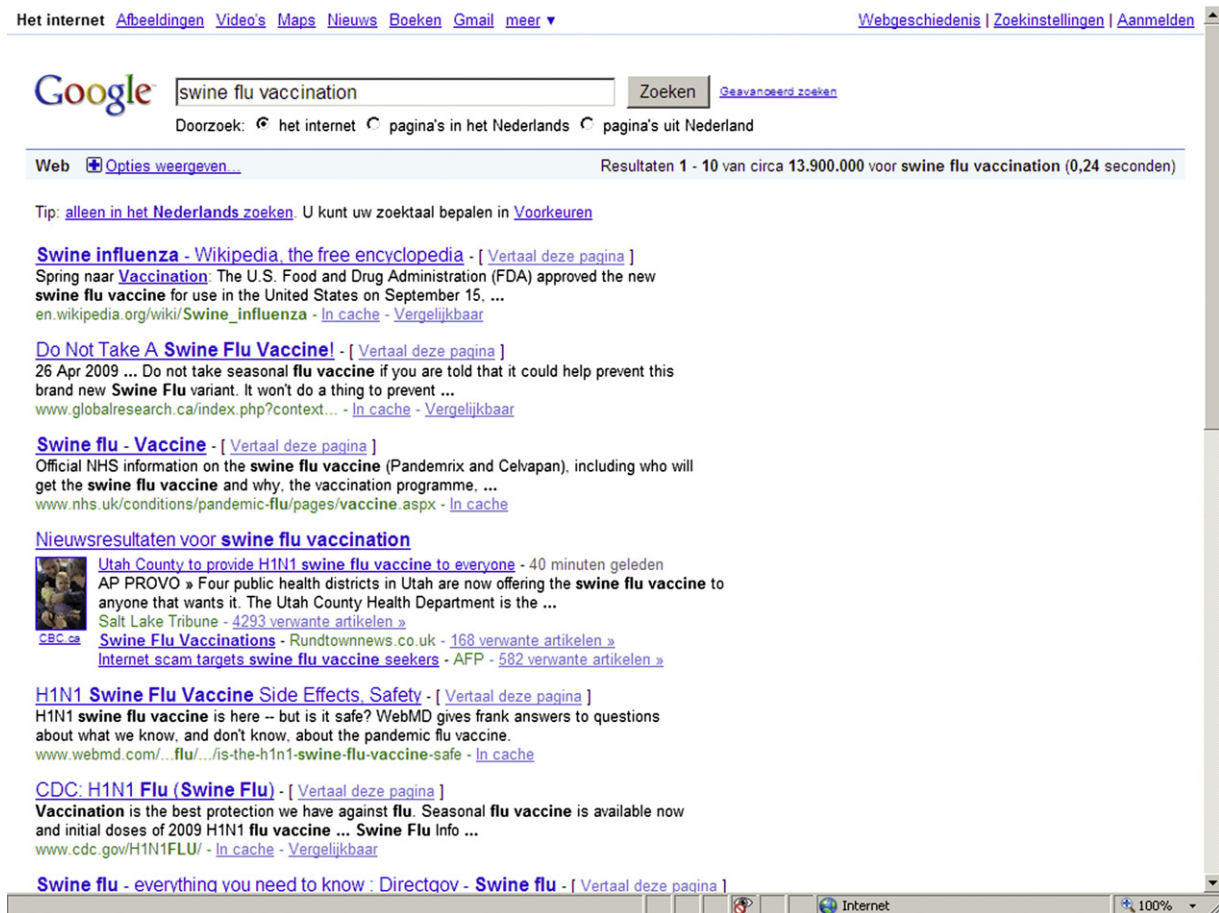 Het internet Afbeeldingen Video's Maps Nieuws Boeken Gmail meer ▼ Webgeschiedenis | Zoekinstellingen | Aanmelden
Google swine flu vaccination Zoeken Geavanceerd zoeken
Doorzoek: het internet pagina's in het Nederlands pagina's uit Nederland
Web Opties weergeven... Resultaten 1 - 10 van circa 13.900.000 voor swine flu vaccination (0,24 seconden)
Tip: alleen in het Nederlands zoeken. U kunt uw zoektaal bepalen in Voorkeuren
Swine influenza - Wikipedia, the free encyclopedia - [ Vertaal deze pagina ]
Spring naar Vaccination: The U.S. Food and Drug Administration (FDA) approved the new
swine flu vaccine for use in the United States on September 15, ...
en.wikipedia.org/wiki/Swine_influenza - In cache - Vergelijkbaar
Do Not Take A Swine Flu Vaccine! - [ Vertaal deze pagina ]
26 Apr 2009 ... Do not take seasonal flu vaccine if you are told that it could help prevent this
brand new Swine Flu variant. It won't do a thing to prevent ...
www.globalresearch.ca/index.php?context... - In cache - Vergelijkbaar
Swine flu - Vaccine - [ Vertaal deze pagina ]
Official NHS information on the swine flu vaccine (Pandemrix and Celvapan), including who will
get the swine flu vaccine and why, the vaccination programme, ...
www.nhs.uk/conditions/pandemic-flu/pages/vaccine.aspx - In cache
Nieuwsresultaten voor swine flu vaccination
Utah County to provide H1N1 swine flu vaccine to everyone - 40 minuten geleden
AP PROVO » Four public health districts in Utah are now offering the swine flu vaccine to
anyone that wants it. The Utah County Health Department is the ...
Salt Lake Tribune - 4293 verwante artikelen »
CBC.ca Swine Flu Vaccinations - Rundtownnews.co.uk - 168 verwante artikelen »
Internet scam targets swine flu vaccine seekers - AFP - 582 verwante artikelen »
H1N1 Swine Flu Vaccine Side Effects, Safety - [ Vertaal deze pagina ]
H1N1 swine flu vaccine is here -- but is it safe? WebMD gives frank answers to questions
about what we know, and don't know, about the pandemic flu vaccine.
www.webmd.com/...flu/.../is-the-h1n1-swine-flu-vaccine-safe - In cache
CDC: H1N1 Flu (Swine Flu) - [ Vertaal deze pagina ]
Vaccination is the best protection we have against flu. Seasonal flu vaccine is available now
and initial doses of 2009 H1N1 flu vaccine ... Swine Flu Info ...
www.cdc.gov/H1N1FLU/ - In cache - Vergelijkbaar
Swine flu - everything you need to know : Directgov - Swine flu - [ Vertaal deze pagina ]
Internet 100%